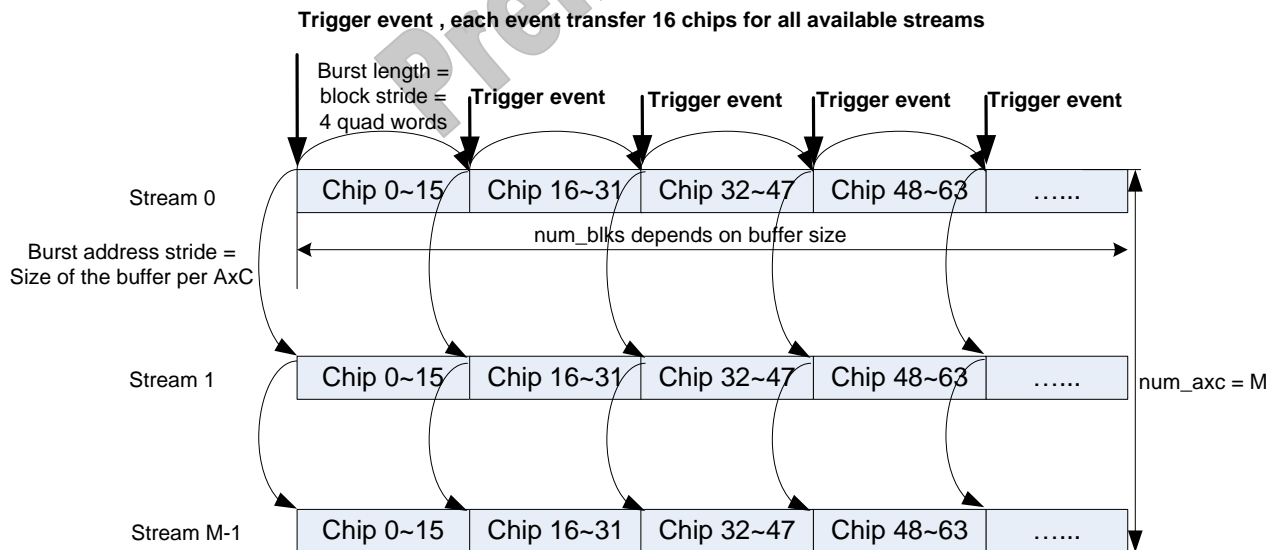 Trigger event , each event transfer 16 chips for all available streams
Burst length =
block stride =
4 quad words
Trigger event
Trigger event
Trigger event
Trigger event
Stream 0
Chip 0~15
Chip 16~31
Chip 32~47
Chip 48~63
…...
num_blks depends on buffer size
Burst address stride =
Size of the buffer per AxC
Stream 1
Chip 0~15
Chip 16~31
Chip 32~47
Chip 48~63
…...
num_axc = M
Stream M-1
Chip 0~15
Chip 16~31
Chip 32~47
Chip 48~63
…...